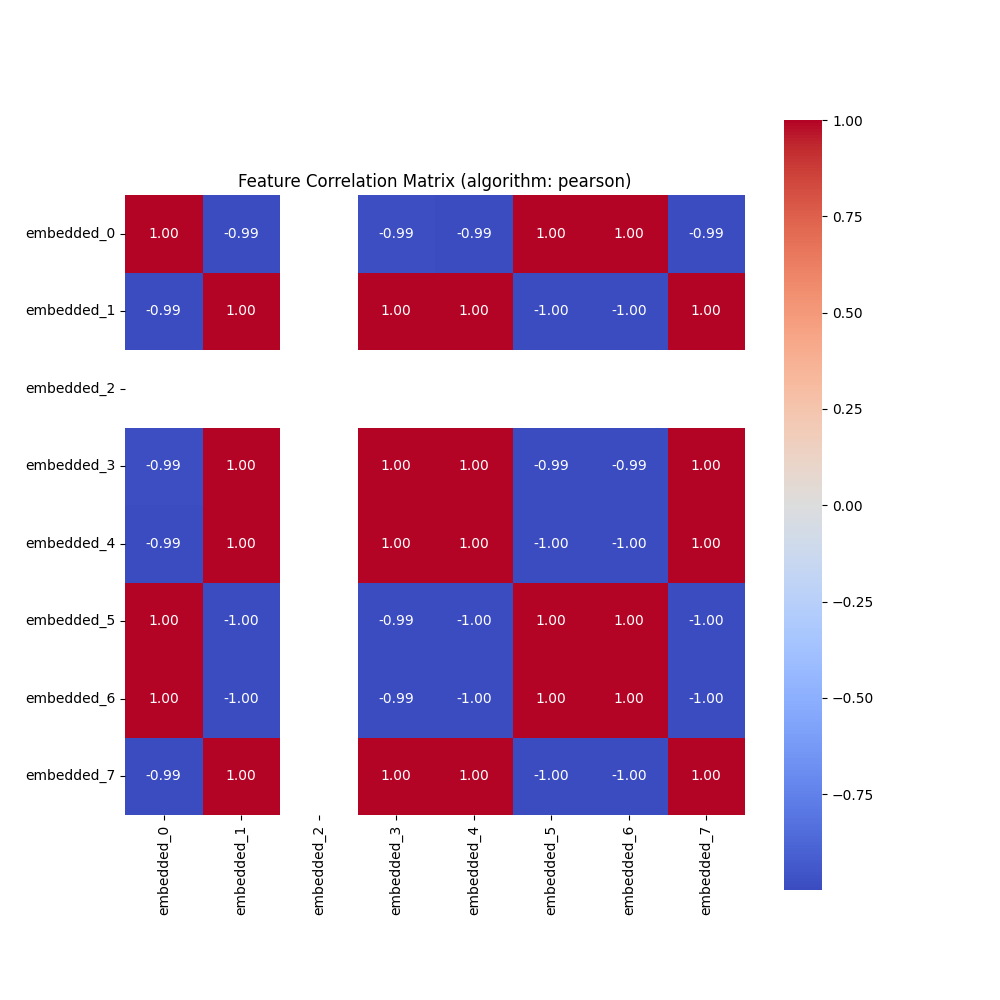 Feature Correlation Matrix (algorithm: pearson)
embedded_0 1.00 -0.99 -0.99 -0.99 1.00 1.00 -0.99
embedded_1 -0.99 1.00 1.00 1.00 -1.00 -1.00 1.00
embedded_2
embedded_3 -0.99 1.00 1.00 1.00 -0.99 -0.99 1.00
embedded_4 -0.99 1.00 1.00 1.00 -1.00 -1.00 1.00
embedded_5 1.00 -1.00 -0.99 -1.00 1.00 1.00 -1.00
embedded_6 1.00 -1.00 -0.99 -1.00 1.00 1.00 -1.00
embedded_7 -0.99 1.00 1.00 1.00 -1.00 -1.00 1.00
embedded_0 embedded_1 embedded_2 embedded_3 embedded_4 embedded_5 embedded_6 embedded_7
1.00
0.75
0.50
0.25
0.00
−0.25
−0.50
−0.75